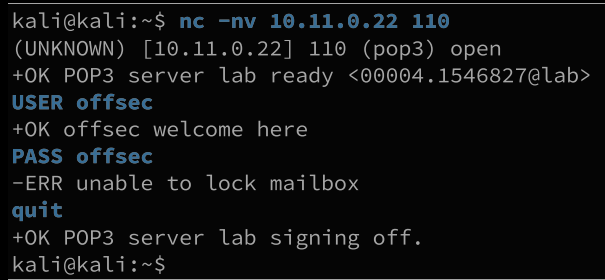 kali@kali:~$ nc -nv 10.11.0.22 110
(UNKNOWN) [10.11.0.22] 110 (pop3) open
+OK POP3 server lab ready <00004.1546827@lab>
USER offsec
+OK offsec welcome here
PASS offsec
-ERR unable to lock mailbox
quit
+OK POP3 server lab signing off.
kali@kali:~$